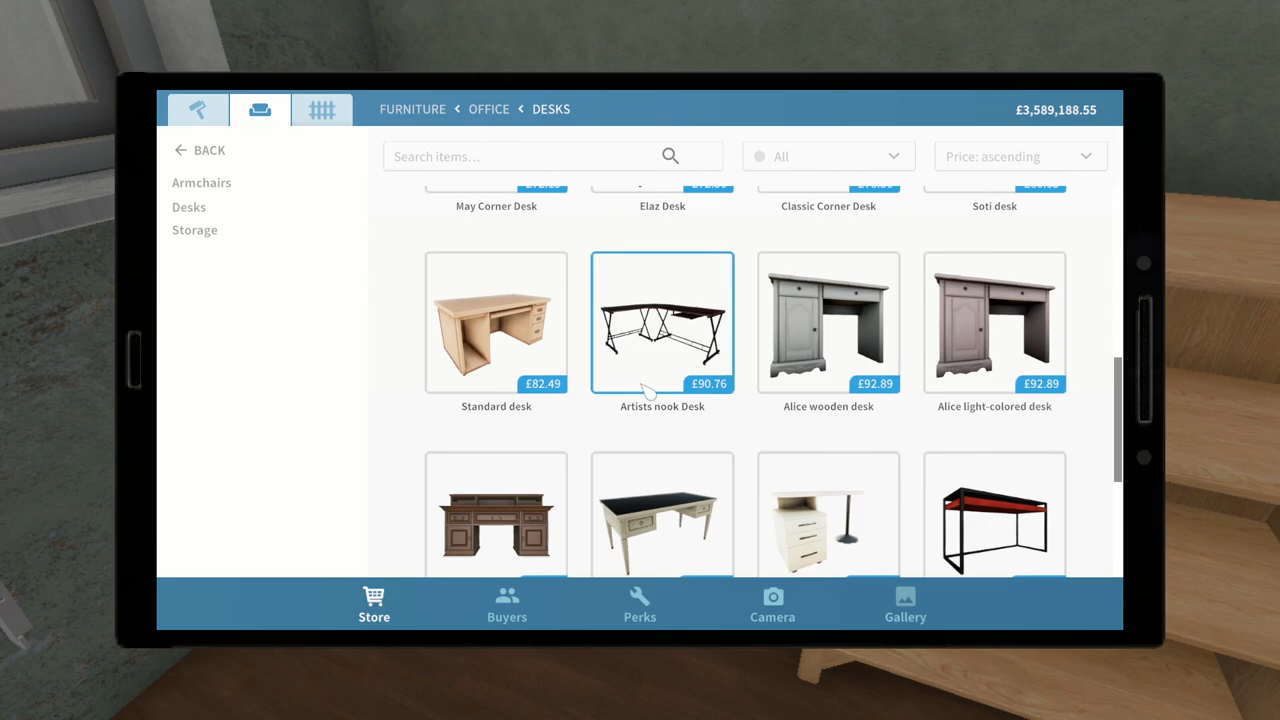 FURNITURE < OFFICE < DESKS
£3,589,188.55
BACK
Armchairs
Desks
Storage
Search items...
All
Price: ascending
May Corner Desk
Elaz Desk
Classic Corner Desk
Soti desk
£82.49
£90.76
£92.89
£92.89
Standard desk
Artists nook Desk
Alice wooden desk
Alice light-colored desk
Store
Buyers
Perks
Camera
Gallery